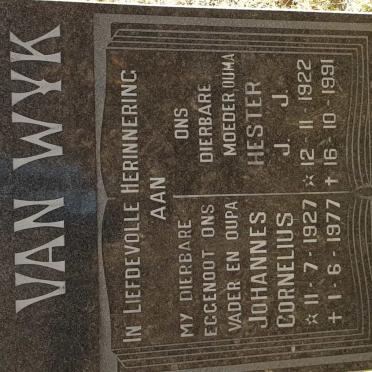 VAN WYK
IN LIEFDEVOLLE HERINNERING
AAN
MY DIERBARE
EGGENOOT ONS
VADER EN OUPA
JOHANNES
CORNELIUS
☆ 11 - 7 - 1927
✝ 1 - 6 - 1977
ONS
DIERBARE
MOEDER, OUMA
HESTER
J. J.
☆ 12 - 11 - 1922
✝ 16 - 10 - 1991